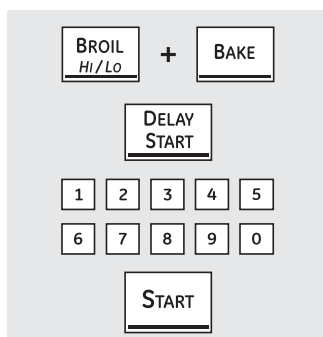 BROIL + BAKE
HI/LO
DELAY
START
1 2 3 4 5
6 7 8 9 0
START